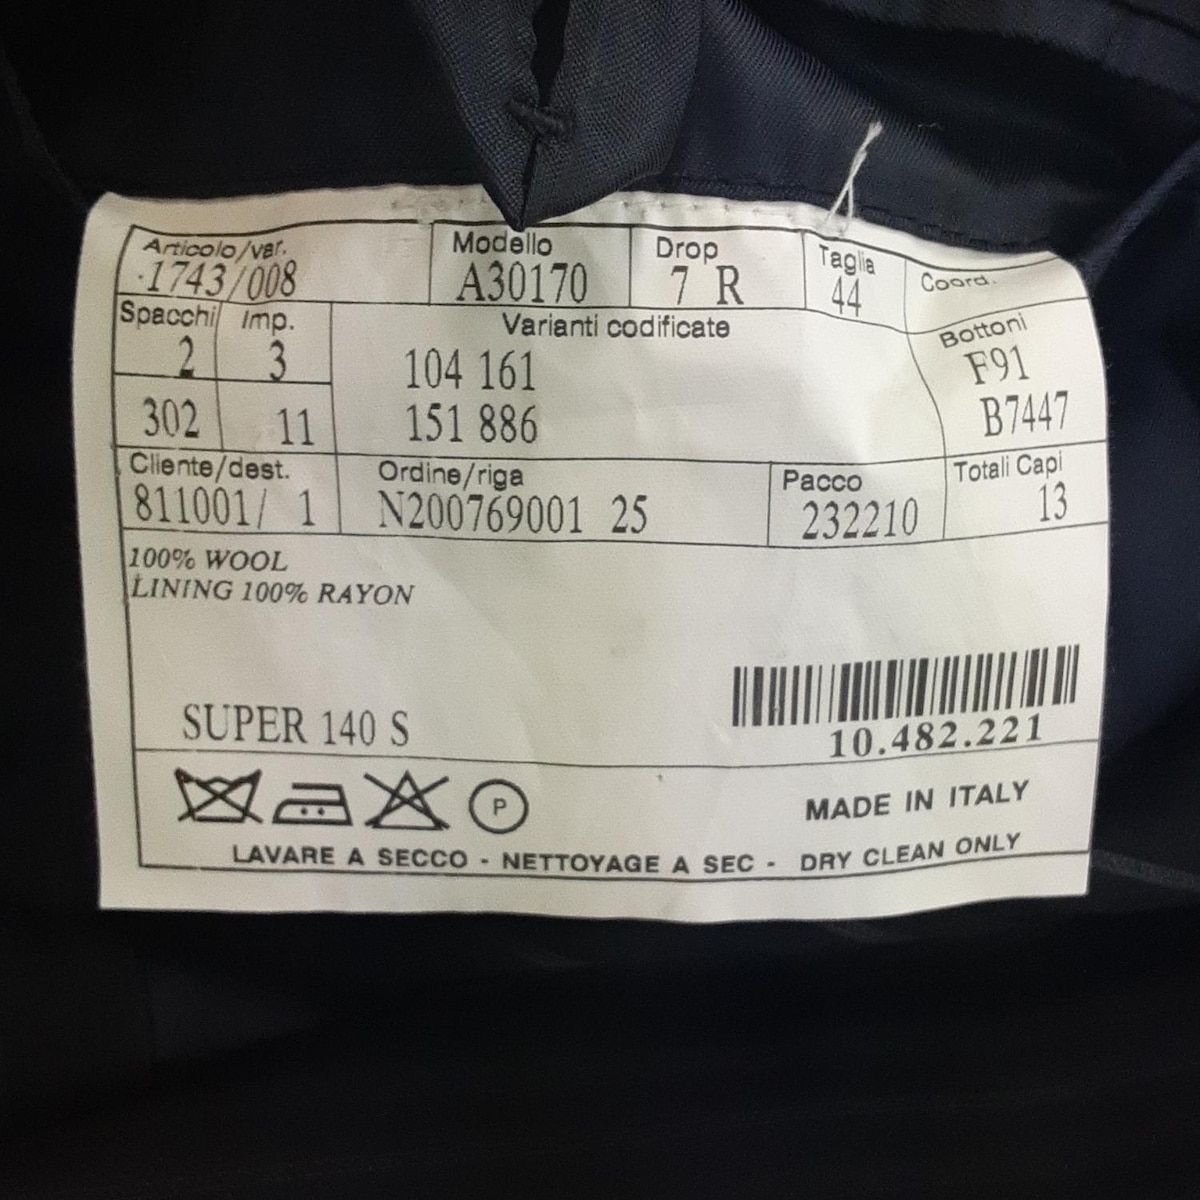 Articolo/var. Modello Drop Taglia Coord.
1743/008 A30170 7 R 44
Spacchi Imp. Varianti codificate Bottoni
2 3 104 161 F91
302 11 151 886 B7447
Cliente/dest. Ordine/riga Pacco Totali Capi
811001/ 1 N200769001 25 232210 13
100% WOOL
LINING 100% RAYON
SUPER 140 S
10.482.221
P
MADE IN ITALY
LAVARE A SECCO - NETTOYAGE A SEC - DRY CLEAN ONLY